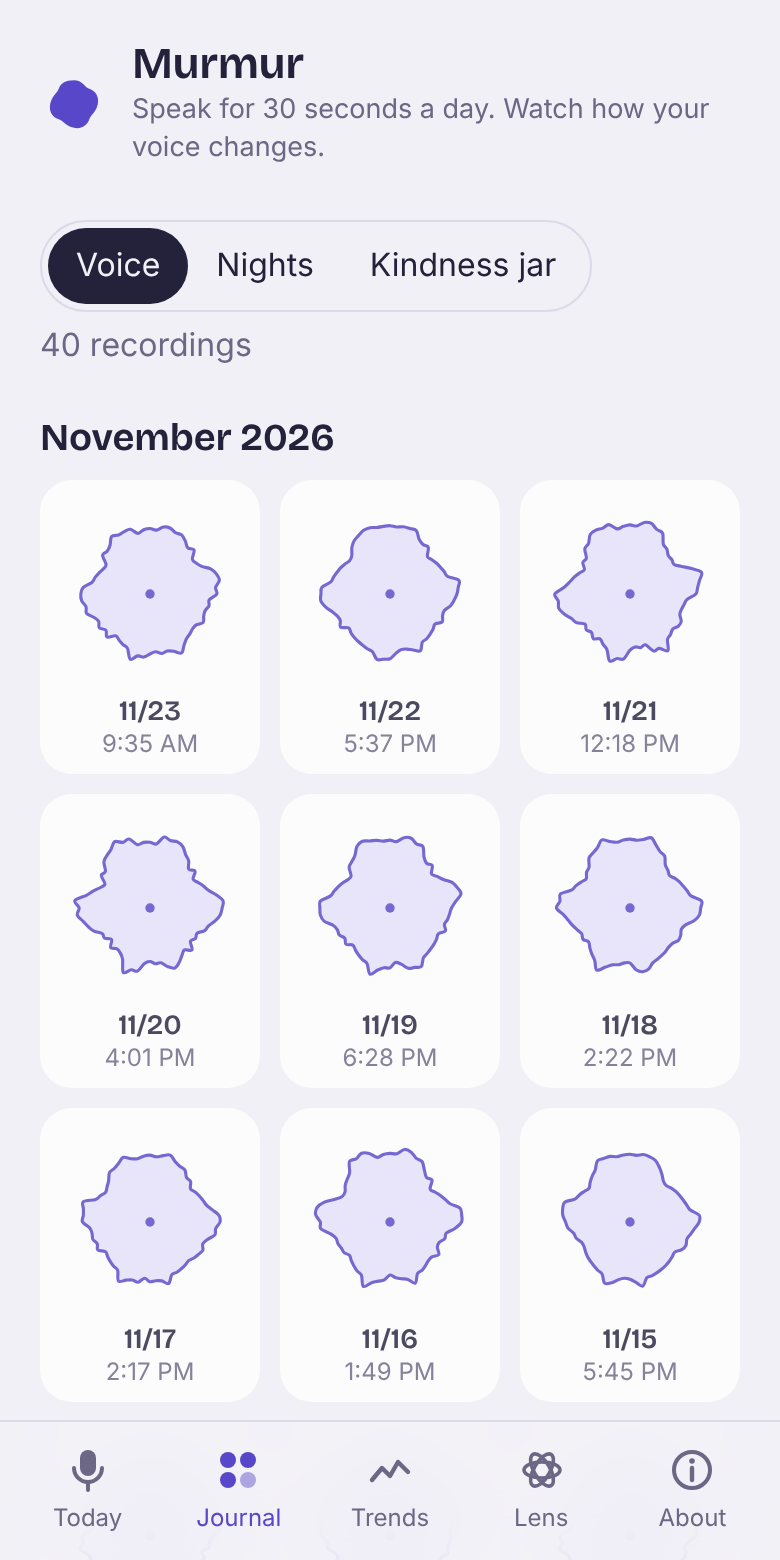 Murmur
Speak for 30 seconds a day. Watch how your
voice changes.
Voice Nights Kindness jar
40 recordings
November 2026
11/23 11/22 11/21
9:35 AM 5:37 PM 12:18 PM
11/20 11/19 11/18
4:01 PM 6:28 PM 2:22 PM
11/17 11/16 11/15
2:17 PM 1:49 PM 5:45 PM
Today Journal Trends Lens About